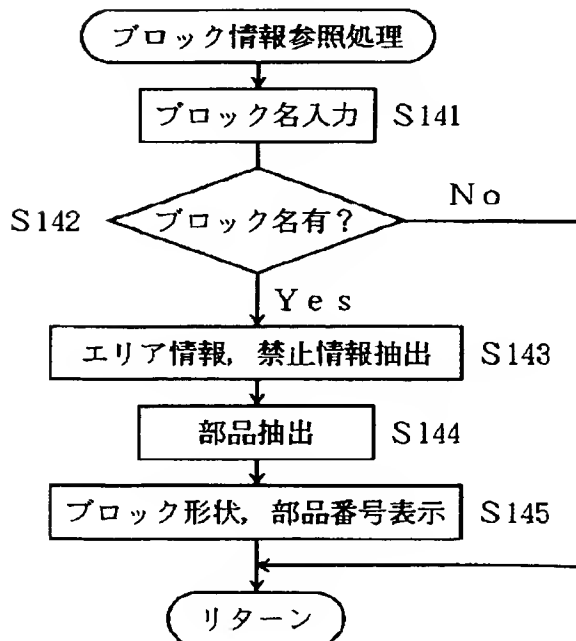 ブロック情報参照処理
ブロック名入力 S141
S142 ブロック名有？ No
Yes
エリア情報，禁止情報抽出 S143
部品抽出 S144
ブロック形状，部品番号表示 S145
リターン